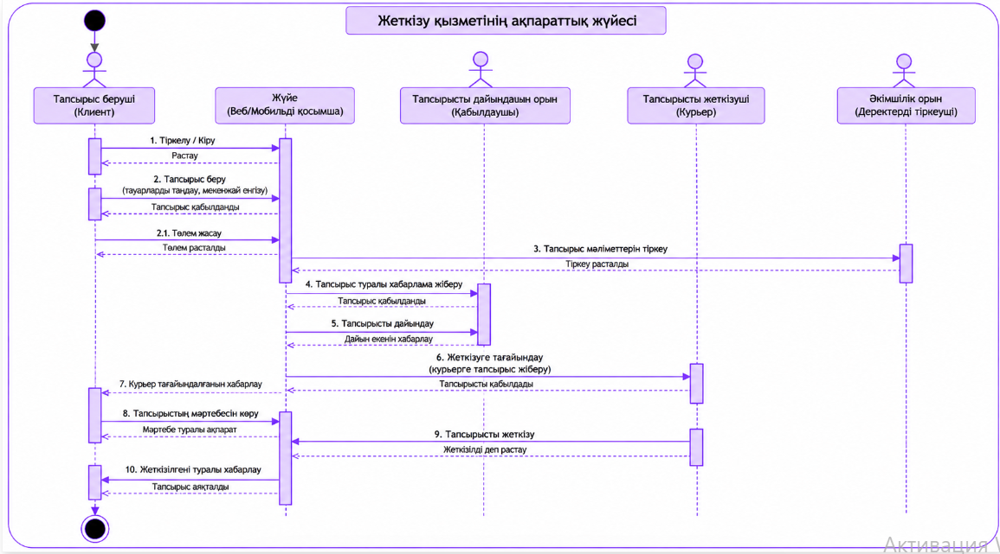 Жеткізу қызметінің ақпараттық жүйесі
Тапсырыс беруші
(Клиент)
Жүйе
(Веб/Мобильді қосымша)
Тапсырысты дайындаышн орын
(Қабылдаушы)
Тапсырысты жеткізуші
(Курьер)
Әкімшілік орын
(Деректерді тіркеуші)
1. Тіркелу / Кіру
Растау
2. Тапсырыс беру
(тауарларды таңдау, мекенжай енгізу)
Тапсырыс қабылданды
2.1. Төлем жасау
Төлем расталды
3. Тапсырыс мәліметтерін тіркеу
Тіркеу расталды
4. Тапсырыс туралы хабарлама жіберу
Тапсырыс қабылданды
5. Тапсырысты дайындау
Дайын екенін хабарлау
6. Жеткізуге тағайындау
(курьерге тапсырыс жіберу)
Тапсырысты қабылдады
7. Курьер тағайындалғанын хабарлау
8. Тапсырыстың мәртебесін көру
Мәртебе туралы ақпарат
9. Тапсырысты жеткізу
Жеткізілді деп растау
10. Жеткізілгені туралы хабарлау
Тапсырыс аяқталды
Активация